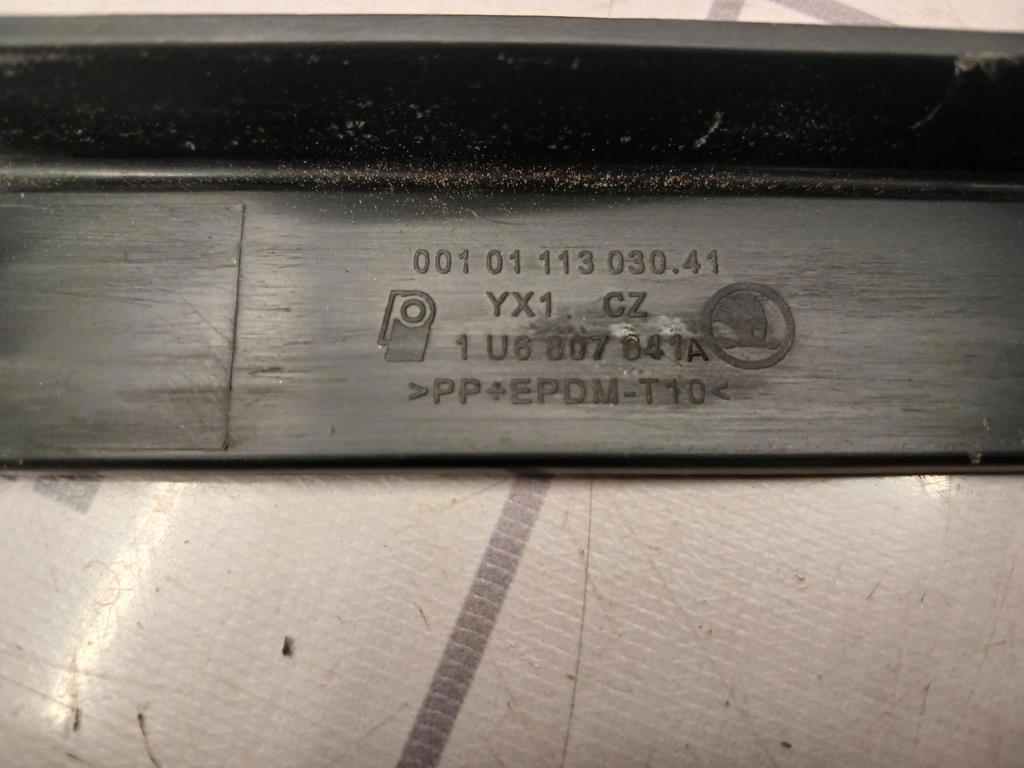 001 01 113 030.41
YX1. CZ
1 U6 807 641A
>PP+EPDM-T10<